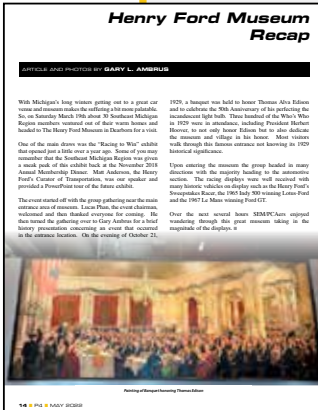 Henry Ford Museum
Recap
ARTICLE AND PHOTOS BY GARY L. AMBRUS
With Michigan's long winters getting out to a great car
venue and museum makes the suffering a bit more palatable.
So, on Saturday March 19th about 30 Southeast Michigan
Region members ventured out of their warm homes and
headed to The Henry Ford Museum in Dearborn for a visit.
One of the main draws was the "Racing to Win" exhibit
that opened just a little over a year ago. Some of you may
remember that the Southeast Michigan Region was given
a sneak peak of this exhibit back at the November 2018
Annual Membership Dinner. Matt Anderson, the Henry
Ford's Curator of Transportation, was our speaker and
provided a PowerPoint tour of the future exhibit.
The event started off with the group gathering near the main
entrance area of museum. Lucas Phan, the event chairman,
welcomed and then thanked everyone for coming. He
then turned the gathering over to Gary Ambrus for a brief
history presentation concerning an event that occurred
in the entrance location. On the evening of October 21,
1929, a banquet was held to honor Thomas Alva Edison
and to celebrate the 50th Anniversary of his perfecting the
incandescent light bulb. Three hundred of the Who's Who
in 1929 were in attendance, including President Herbert
Hoover, to not only honor Edison but to also dedicate
the museum and village in his honor. Most visitors
walk through this famous entrance not knowing its 1929
historical significance.
Upon entering the museum the group headed in many
directions with the majority heading to the automotive
section. The racing displays were well received with
many historic vehicles on display such as the Henry Ford's
Sweepstakes Racer, the 1965 Indy 500 winning Lotus-Ford
and the 1967 Le Mans winning Ford GT.
Over the next several hours SEM/PCAers enjoyed
wandering through this great museum taking in the
magnitude of the displays.
Painting of Banquet honoring Thomas Edison
14 P4 MAY 2022